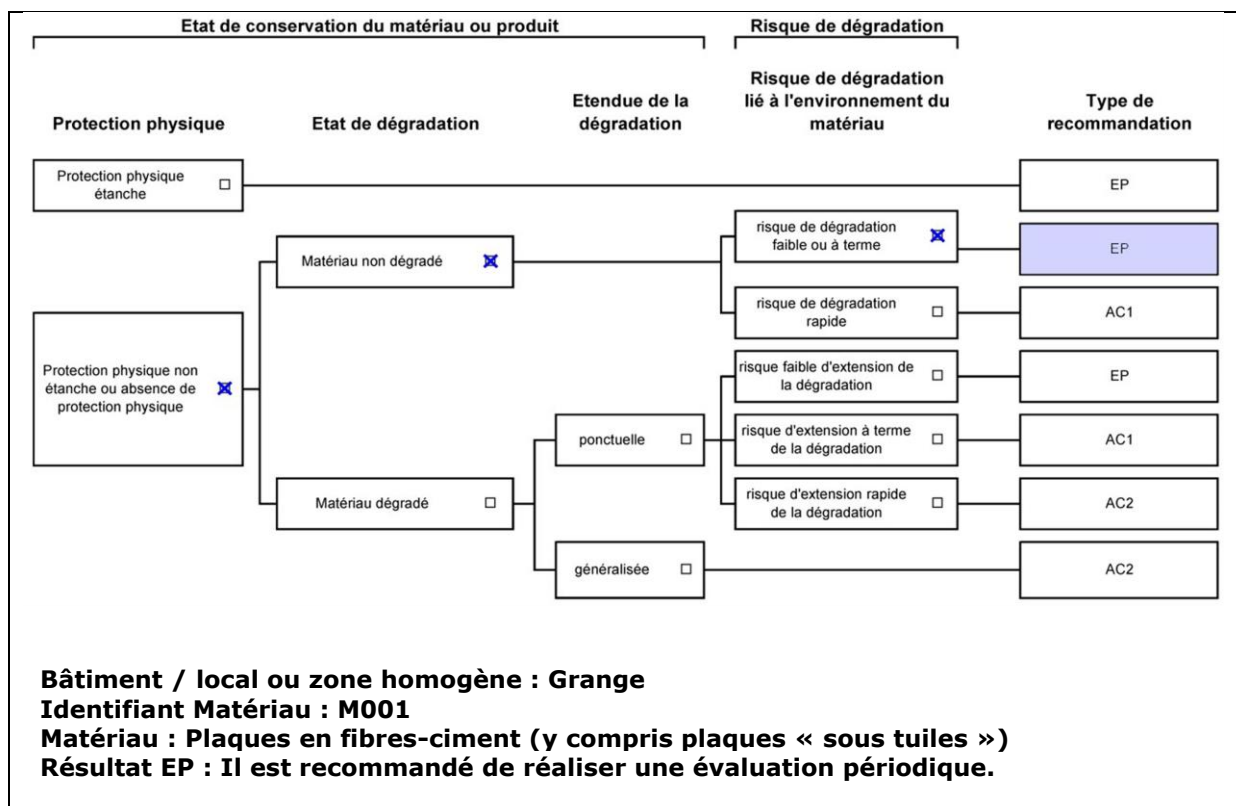 Etat de conservation du matériau ou produit
Risque de dégradation
Protection physique
Etat de dégradation
Etendue de la
dégradation
Risque de dégradation
lié à l'environnement du
matériau
Type de
recommandation
Protection physique
étanche
EP
risque de dégradation
faible ou à terme
EP
Matériau non dégradé
risque de dégradation
rapide
AC1
Protection physique non
étanche ou absence de
protection physique
risque faible d'extension de
la dégradation
EP
ponctuelle
risque d'extension à terme
de la dégradation
AC1
Matériau dégradé
risque d'extension rapide
de la dégradation
AC2
généralisée
AC2
Bâtiment / local ou zone homogène : Grange
Identifiant Matériau : M001
Matériau : Plaques en fibres-ciment (y compris plaques « sous tuiles »)
Résultat EP : Il est recommandé de réaliser une évaluation périodique.